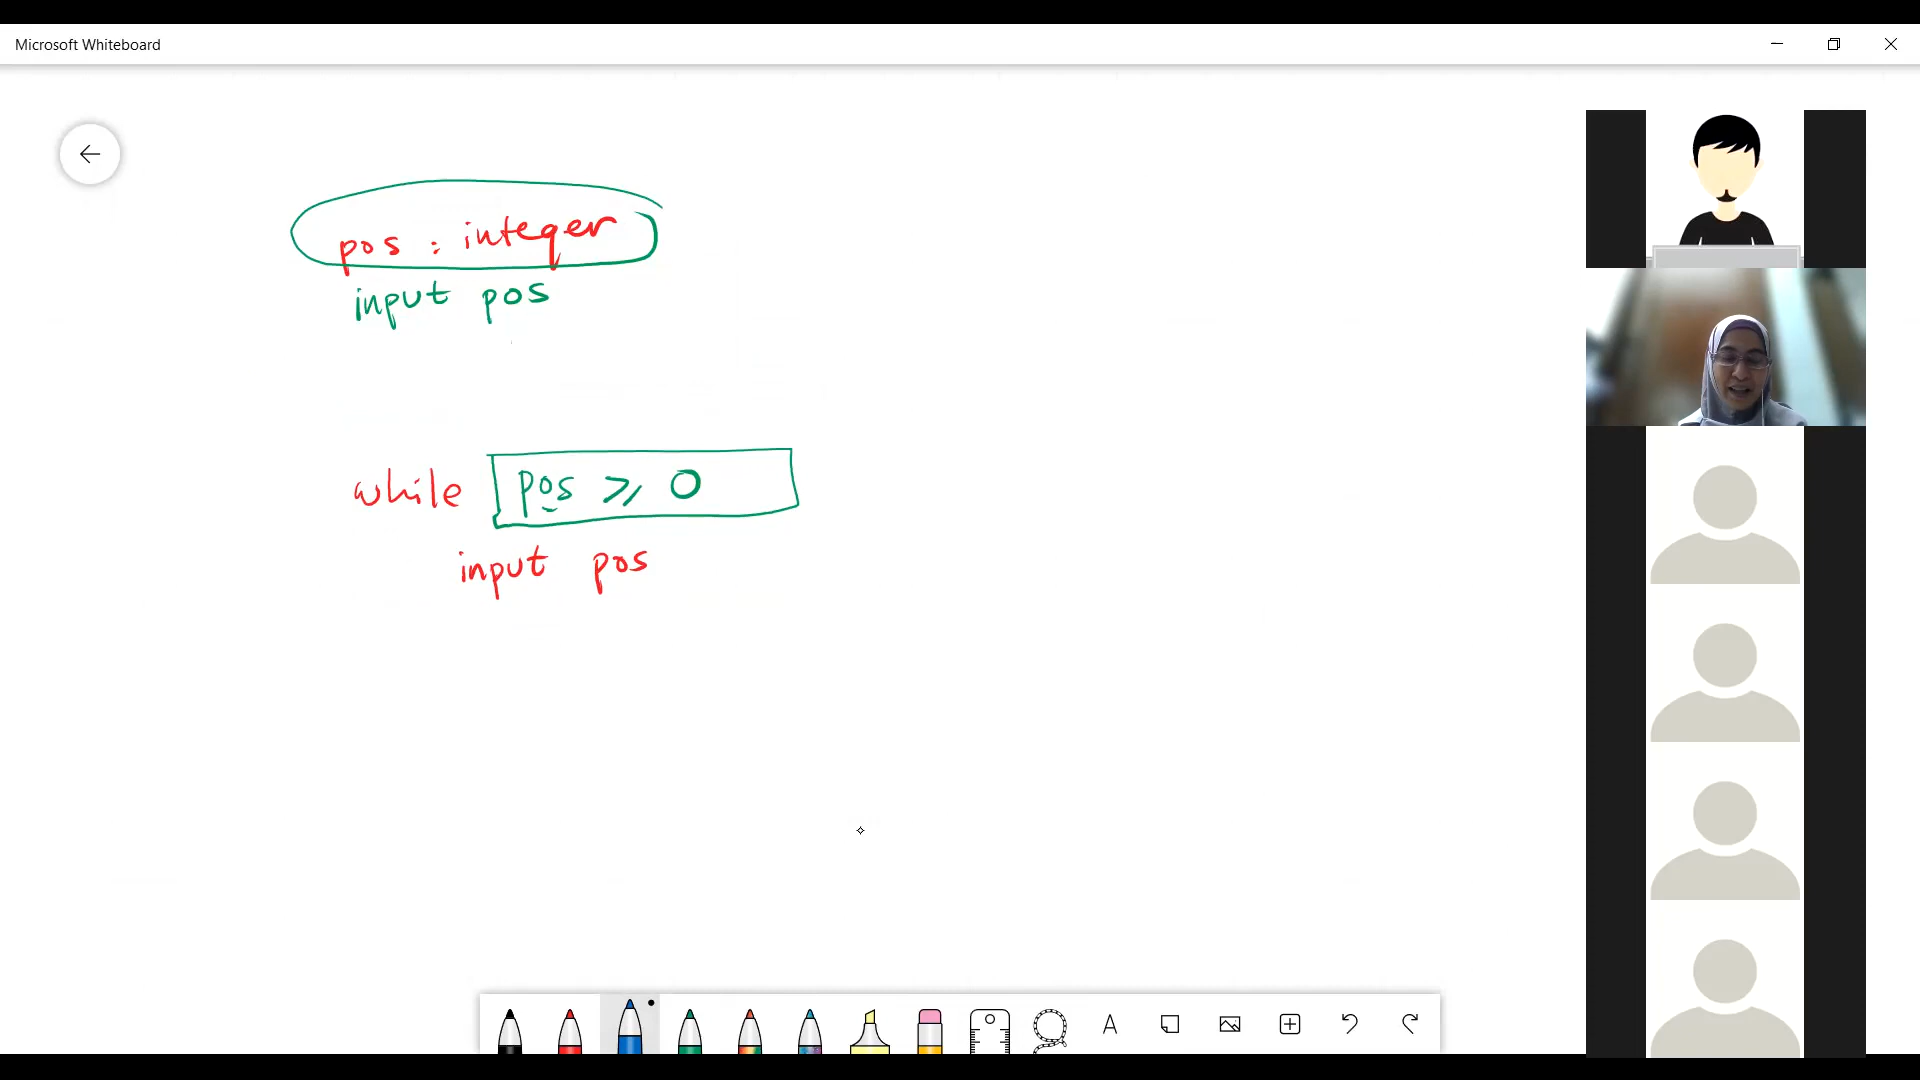 Microsoft Whiteboard
pos : integer
input pos
while pos ⩾ 0
input pos